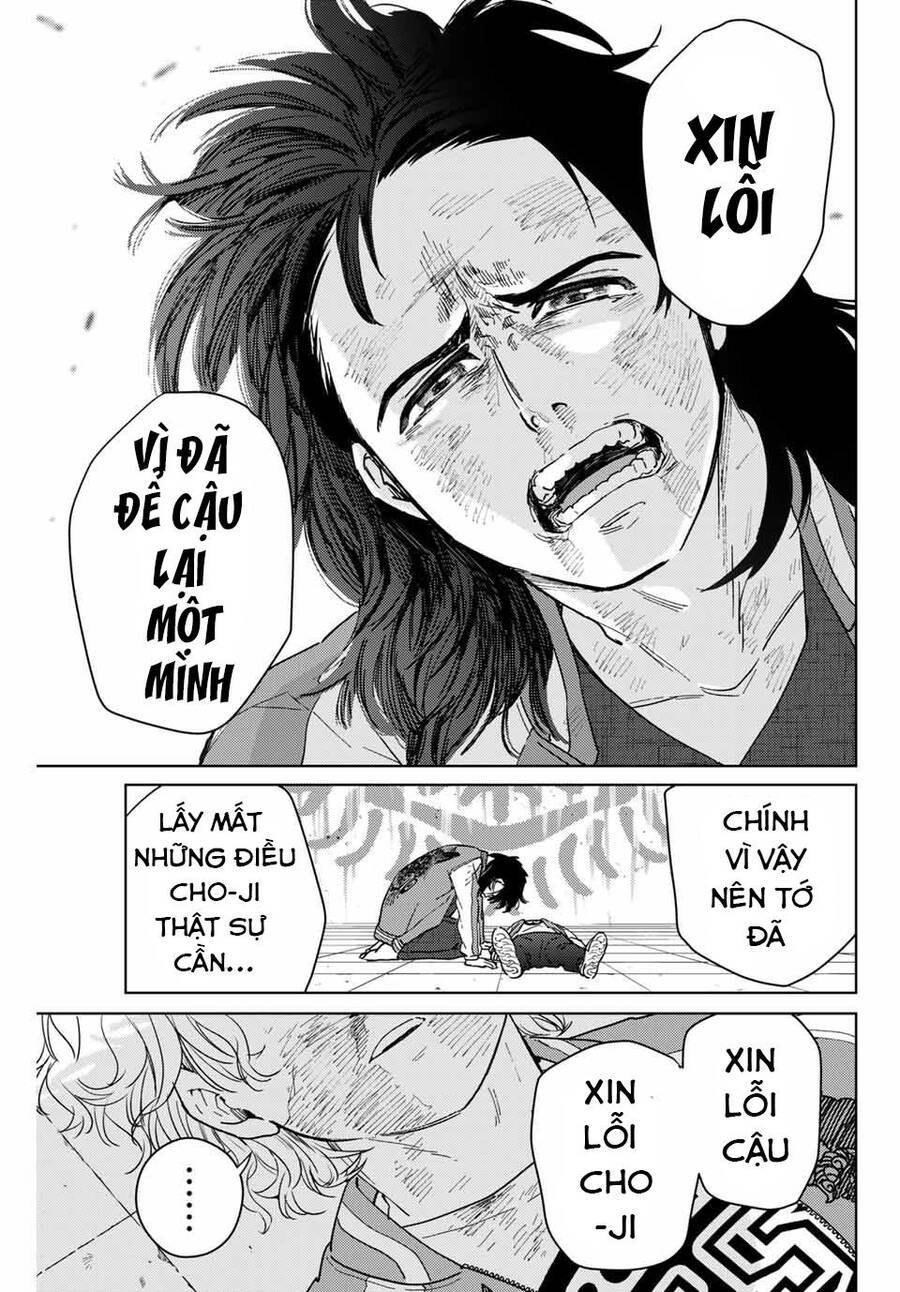 XIN
LỖI
VÌ ĐÃ
ĐỂ CẬU
LẠI
MỘT
MÌNH
CHÍNH
VÌ VẬY
NÊN TỚ
ĐÃ
LẤY MẤT
NHỮNG ĐIỀU
CHO-JI
THẬT SỰ
CẦN...
XIN
LỖI
CẬU
XIN
LỖI
CHO
-JI
......